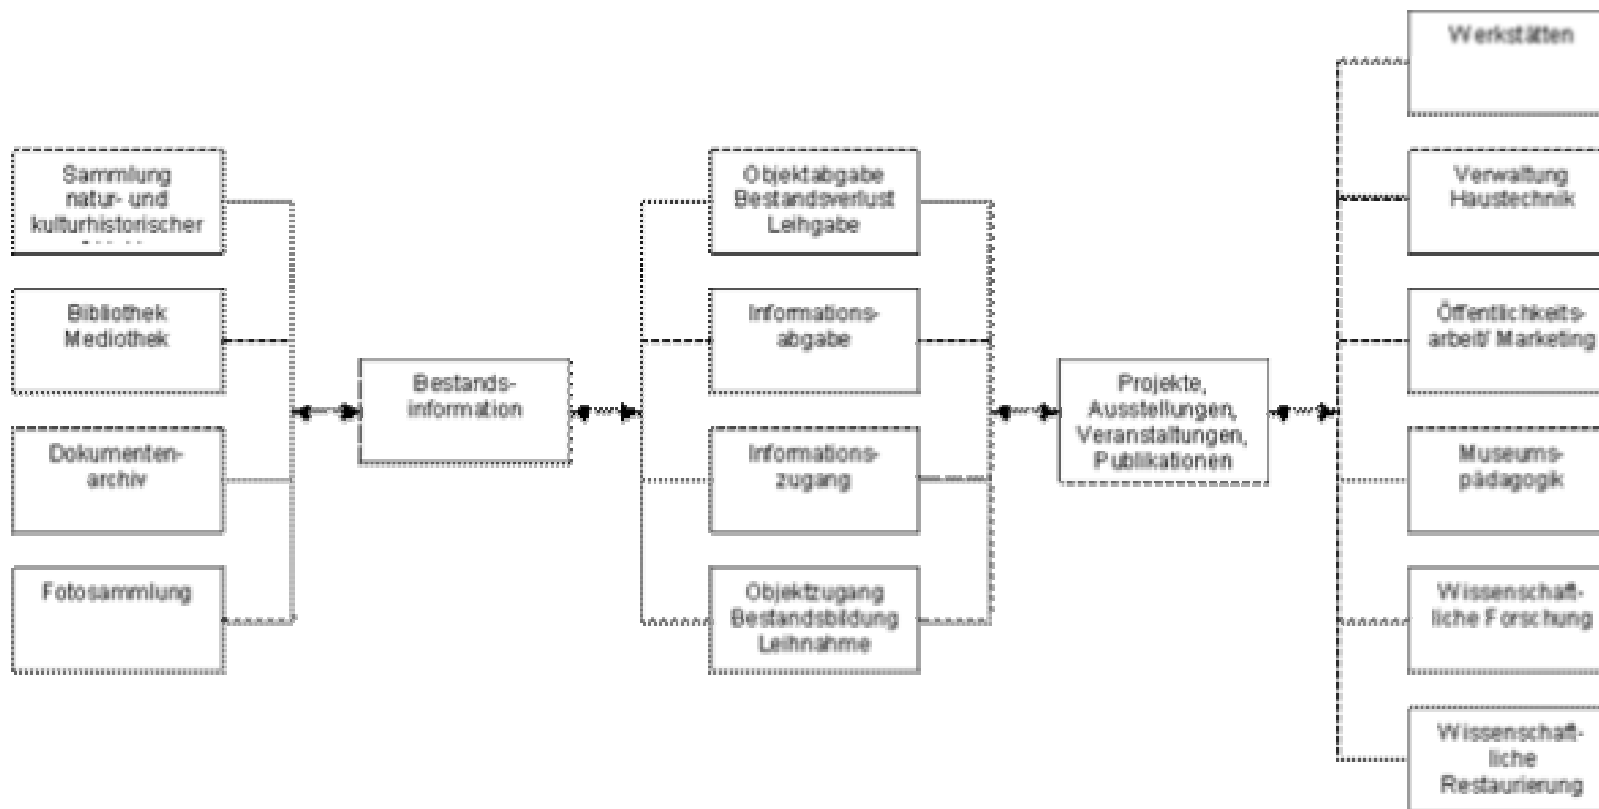 Sammlung
natur- und
kulturhistorischer
Bibliothek
Mediothek
Dokumenten-
archiv
Fotosammlung
Bestands-
information
Objektabgabe
Bestandsverlust
Leihgabe
Informations-
abgabe
Informations-
zugang
Objektzugang
Bestandsbildung
Leihnahme
Projekte,
Ausstellungen,
Veranstaltungen,
Publikationen
Werkstätten
Verwaltung
Haustechnik
Öffentlichkeits-
arbeit/ Marketing
Museums-
pädagogik
Wissenschaft-
liche Forschung
Wissenschaft-
liche
Restaurierung